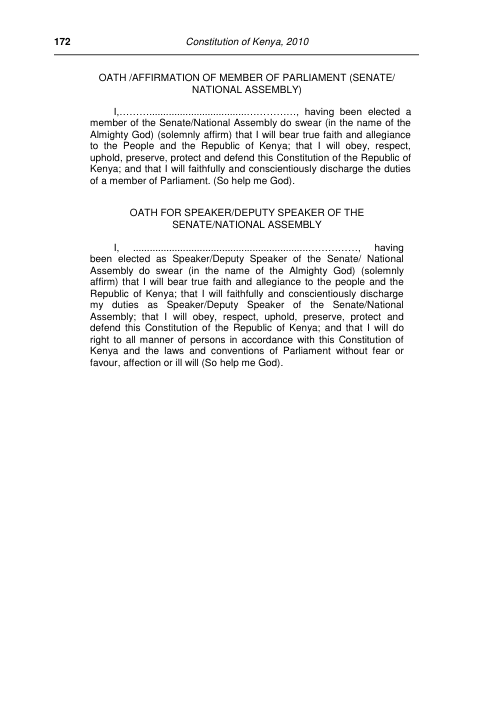 172 Constitution of Kenya, 2010
OATH /AFFIRMATION OF MEMBER OF PARLIAMENT (SENATE/
NATIONAL ASSEMBLY)
I,………....................................……………, having been elected a
member of the Senate/National Assembly do swear (in the name of the
Almighty God) (solemnly affirm) that I will bear true faith and allegiance
to the People and the Republic of Kenya; that I will obey, respect,
uphold, preserve, protect and defend this Constitution of the Republic of
Kenya; and that I will faithfully and conscientiously discharge the duties
of a member of Parliament. (So help me God).
OATH FOR SPEAKER/DEPUTY SPEAKER OF THE
SENATE/NATIONAL ASSEMBLY
I, ................................................................……………, having
been elected as Speaker/Deputy Speaker of the Senate/ National
Assembly do swear (in the name of the Almighty God) (solemnly
affirm) that I will bear true faith and allegiance to the people and the
Republic of Kenya; that I will faithfully and conscientiously discharge
my duties as Speaker/Deputy Speaker of the Senate/National
Assembly; that I will obey, respect, uphold, preserve, protect and
defend this Constitution of the Republic of Kenya; and that I will do
right to all manner of persons in accordance with this Constitution of
Kenya and the laws and conventions of Parliament without fear or
favour, affection or ill will (So help me God).